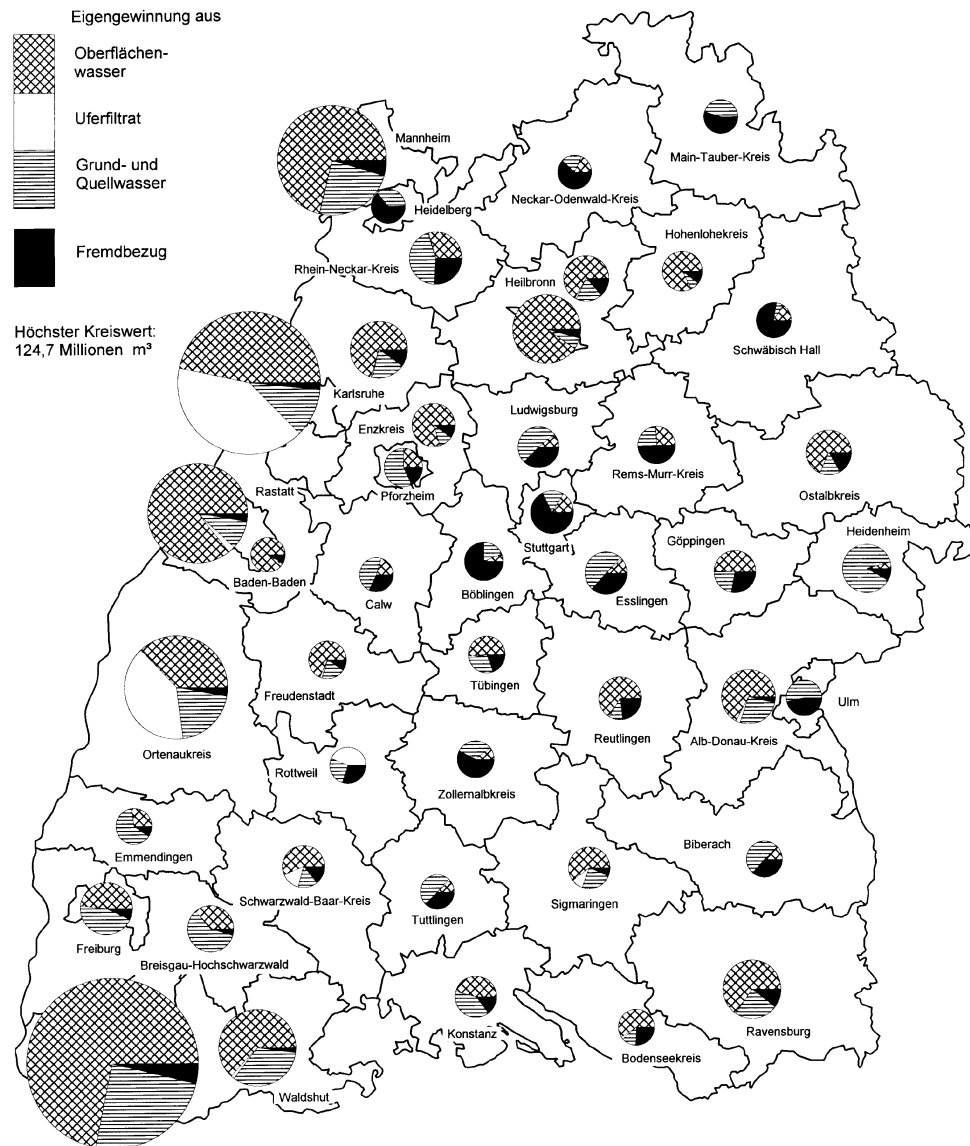 Eigengewinnung aus
Oberflächen-
wasser
Uferfiltrat
Grund- und
Quellwasser
Fremdbezug
Höchster Kreiswert:
124,7 Millionen m³
Mannheim
Main-Tauber-Kreis
Neckar-Odenwald-Kreis
Heidelberg
Hohenlohekreis
Rhein-Neckar-Kreis
Heilbronn
Schwäbisch Hall
Karlsruhe
Ludwigsburg
Enzkreis
Rems-Murr-Kreis
Pforzheim
Ostalbkreis
Rastatt
Stuttgart
Göppingen
Heidenheim
Baden-Baden
Calw
Böblingen
Esslingen
Freudenstadt
Tübingen
Reutlingen
Ulm
Alb-Donau-Kreis
Ortenaukreis
Rottweil
Zollernalbkreis
Emmendingen
Biberach
Schwarzwald-Baar-Kreis
Tuttlingen
Sigmaringen
Freiburg
Breisgau-Hochschwarzwald
Konstanz
Ravensburg
Bodenseekreis
Waldshut